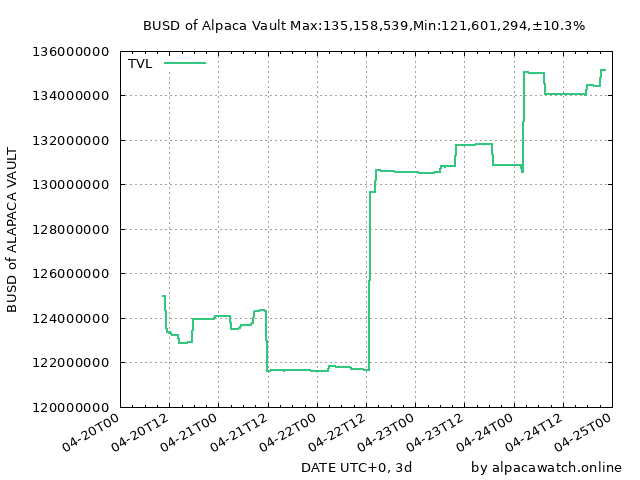 BUSD of Alpaca Vault Max:135,158,539,Min:121,601,294,±10.3%
136000000
134000000
132000000
130000000
128000000
126000000
124000000
122000000
120000000
TVL
BUSD of ALAPACA VAULT
04-20T00
04-20T12
04-21T00
04-21T12
04-22T00
04-22T12
04-23T00
04-23T12
04-24T00
04-24T12
04-25T00
DATE UTC+0, 3d
by alpacawatch.online